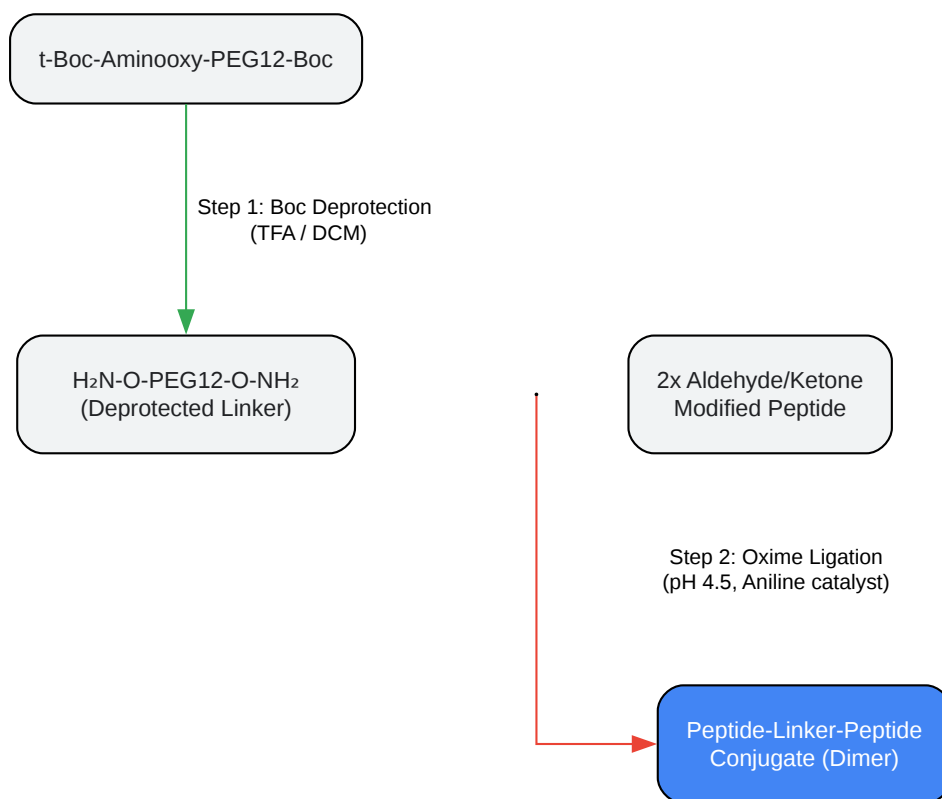 t-Boc-Aminooxy-PEG12-Boc
Step 1: Boc Deprotection
(TFA / DCM)
H₂N-O-PEG12-O-NH₂
(Deprotected Linker)
2x Aldehyde/Ketone
Modified Peptide
Step 2: Oxime Ligation
(pH 4.5, Aniline catalyst)
Peptide-Linker-Peptide
Conjugate (Dimer)